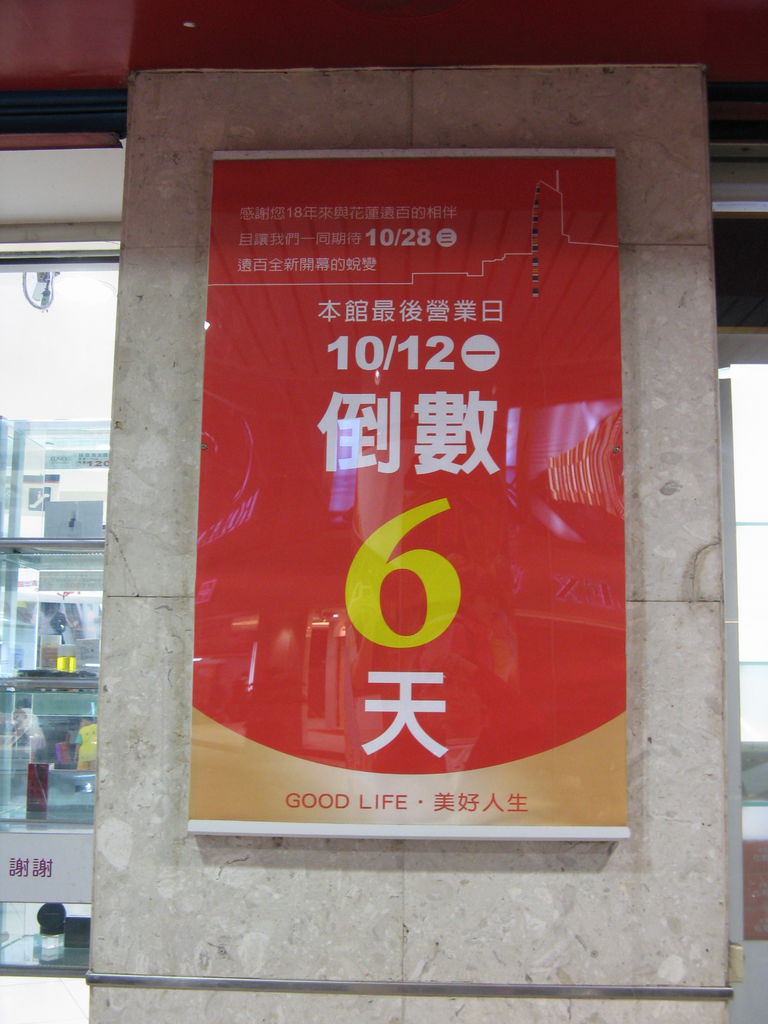 感謝您18年來與花蓮遠百的相伴
且讓我們一同期待10/28㊂
遠百全新開幕的蛻變
本館最後營業日
10/12㊀
倒數
6
天
GOOD LIFE·美好人生
謝謝